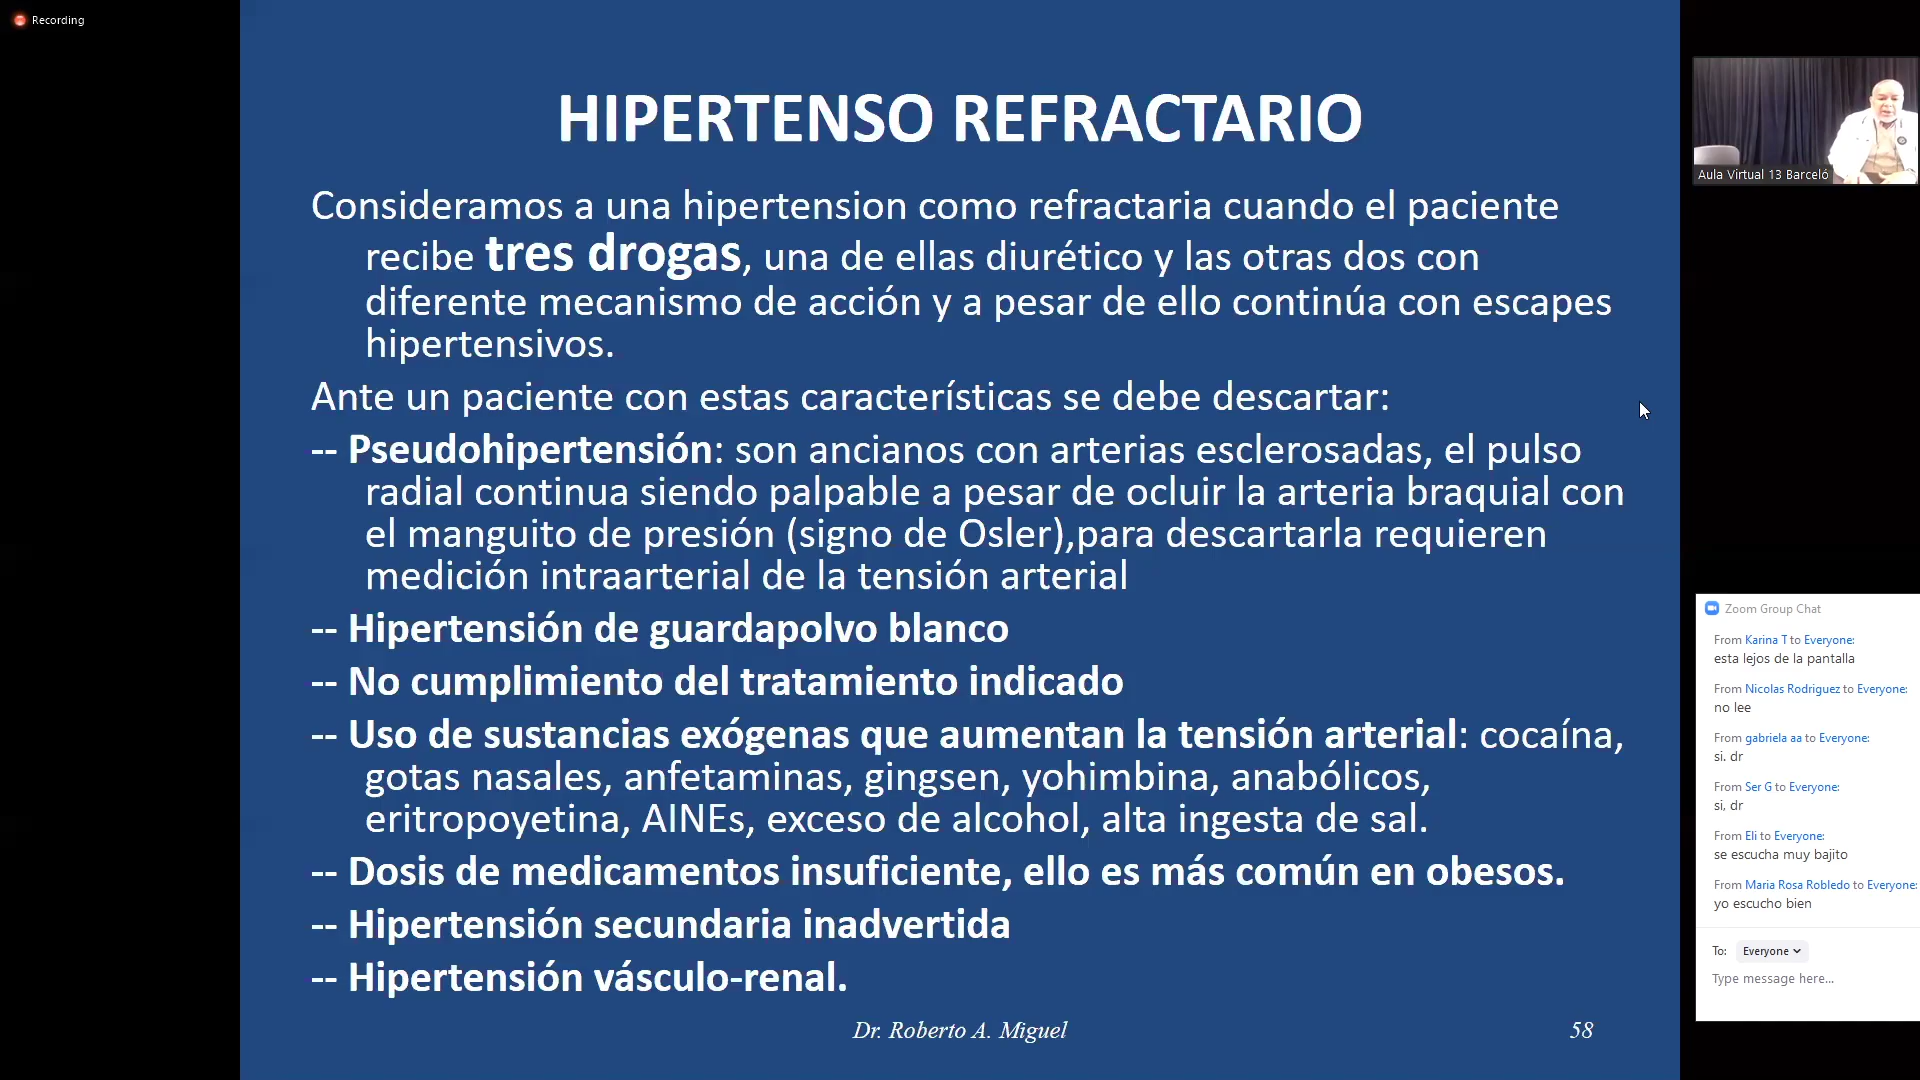 Recording
HIPERTENSO REFRACTARIO
Consideramos a una hipertension como refractaria cuando el paciente
recibe tres drogas, una de ellas diurético y las otras dos con
diferente mecanismo de acción y a pesar de ello continúa con escapes
hipertensivos.
Ante un paciente con estas características se debe descartar:
-- Pseudohipertensión: son ancianos con arterias esclerosadas, el pulso
radial continua siendo palpable a pesar de ocluir la arteria braquial con
el manguito de presión (signo de Osler),para descartarla requieren
medición intraarterial de la tensión arterial
-- Hipertensión de guardapolvo blanco
-- No cumplimiento del tratamiento indicado
-- Uso de sustancias exógenas que aumentan la tensión arterial: cocaína,
gotas nasales, anfetaminas, gingsen, yohimbina, anabólicos,
eritropoyetina, AINEs, exceso de alcohol, alta ingesta de sal.
-- Dosis de medicamentos insuficiente, ello es más común en obesos.
-- Hipertensión secundaria inadvertida
-- Hipertensión vásculo-renal.
Dr. Roberto A. Miguel
58
Aula Virtual 13 Barceló
Zoom Group Chat
From Karina T to Everyone:
esta lejos de la pantalla
From Nicolas Rodriguez to Everyone:
no lee
From gabriela aa to Everyone:
si. dr
From Ser G to Everyone:
si, dr
From Eli to Everyone:
se escucha muy bajito
From Maria Rosa Robledo to Everyone:
yo escucho bien
To: Everyone
Type message here...